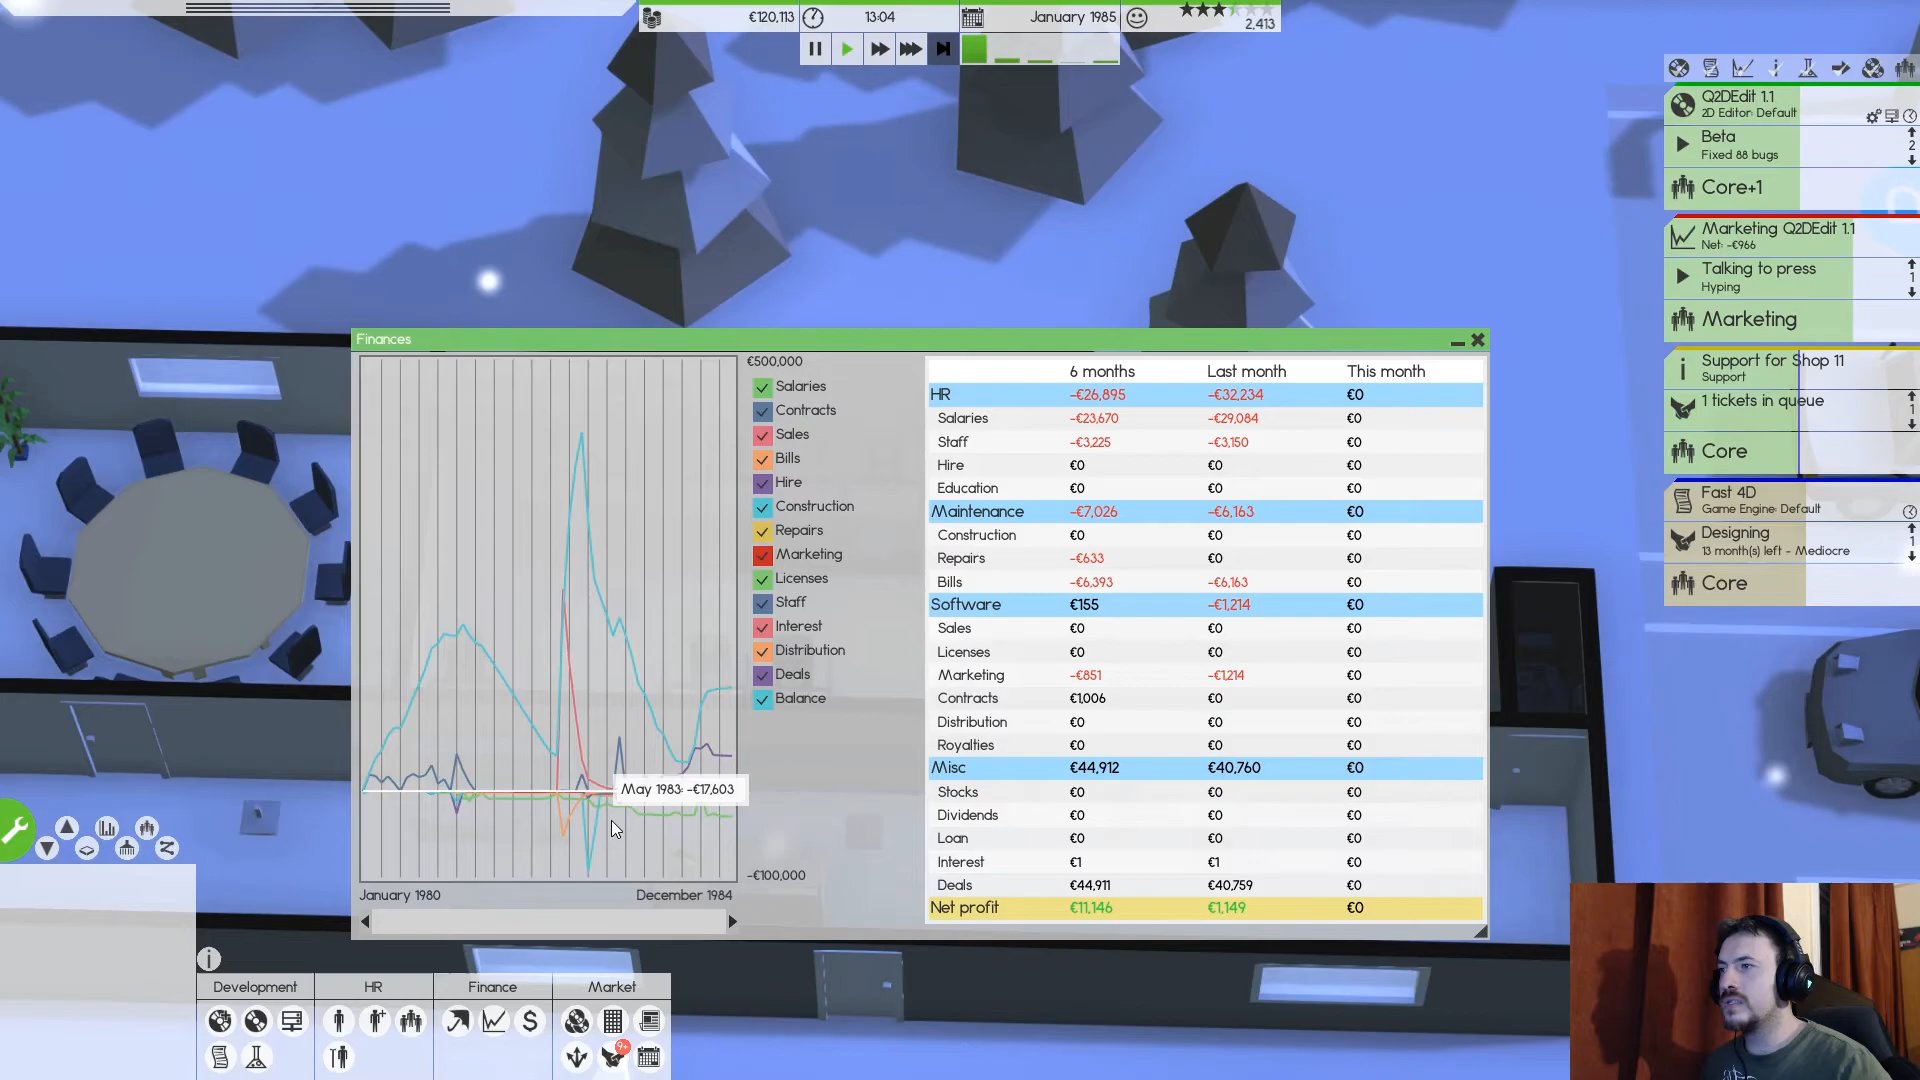 €120,113
13:04
January 1985
2,413
Q2DEdit 1.1
2D Editor: Default
Beta
Fixed 88 bugs
2
Core+1
Marketing Q2DEdit 1.1
Net: -€966
Talking to press
Hyping
1
Marketing
Support for Shop 11
Support
1 tickets in queue
1
Core
Fast 4D
Game Engine: Default
Designing
13 month(s) left - Mediocre
1
Core
Finances
€500,000
Salaries
Contracts
Sales
Bills
Hire
Construction
Repairs
Marketing
Licenses
Staff
Interest
Distribution
Deals
Balance
May 1983: -€17,603
-€100,000
January 1980
December 1984
6 months Last month This month
HR -€26,895 -€32,234 €0
Salaries -€23,670 -€29,084 €0
Staff -€3,225 -€3,150 €0
Hire €0 €0 €0
Education €0 €0 €0
Maintenance -€7,026 -€6,163 €0
Construction €0 €0 €0
Repairs -€633 €0 €0
Bills -€6,393 -€6,163 €0
Software €155 -€1,214 €0
Sales €0 €0 €0
Licenses €0 €0 €0
Marketing -€851 -€1,214 €0
Contracts €1,006 €0 €0
Distribution €0 €0 €0
Royalties €0 €0 €0
Misc €44,912 €40,760 €0
Stocks €0 €0 €0
Dividends €0 €0 €0
Loan €0 €0 €0
Interest €1 €1 €0
Deals €44,911 €40,759 €0
Net profit €11,146 €1,149 €0
Development HR Finance Market
9+